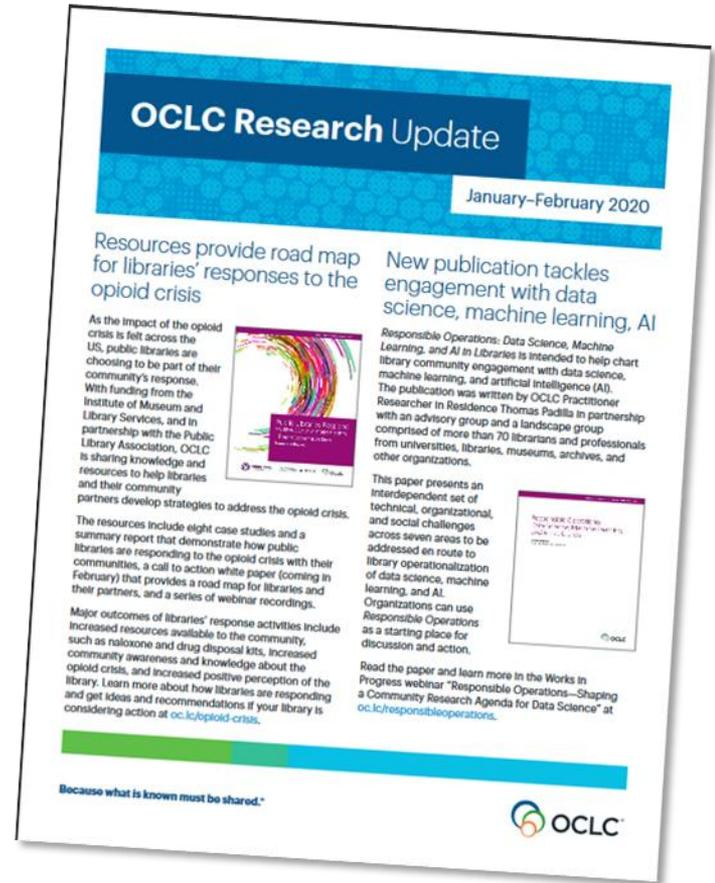 OCLC Research Update
January–February 2020
Resources provide road map
for libraries' responses to the
opioid crisis
As the impact of the opioid
crisis is felt across the
US, public libraries are
choosing to be part of their
community's response.
With funding from the
Institute of Museum and
Library Services, and in
partnership with the Public
Library Association, OCLC
is sharing knowledge and
resources to help libraries
and their community
partners develop strategies to address the opioid crisis.
The resources include eight case studies and a
summary report that demonstrate how public
libraries are responding to the opioid crisis with their
communities, a call to action white paper (coming in
February) that provides a road map for libraries and
their partners, and a series of webinar recordings.
Major outcomes of libraries' response activities include
increased resources available to the community,
such as naloxone and drug disposal kits, increased
community awareness and knowledge about the
opioid crisis, and increased positive perception of the
library. Learn more about how libraries are responding
and get ideas and recommendations if your library is
considering action at oc.lc/opioid-crisis.
New publication tackles
engagement with data
science, machine learning, AI
Responsible Operations: Data Science, Machine
Learning, and AI in Libraries is intended to help chart
library community engagement with data science,
machine learning, and artificial intelligence (AI).
The publication was written by OCLC Practitioner
Researcher in Residence Thomas Padilla in partnership
with an advisory group and a landscape group
comprised of more than 70 librarians and professionals
from universities, libraries, museums, archives, and
other organizations.
This paper presents an
interdependent set of
technical, organizational,
and social challenges
across seven areas to be
addressed en route to
library operationalization
of data science, machine
learning, and AI.
Organizations can use
Responsible Operations
as a starting place for
discussion and action.
Responsible Operations
OCLC
Read the paper and learn more in the Works in
Progress webinar "Responsible Operations—Shaping
a Community Research Agenda for Data Science" at
oc.lc/responsibleoperations.
Because what is known must be shared.®
OCLC